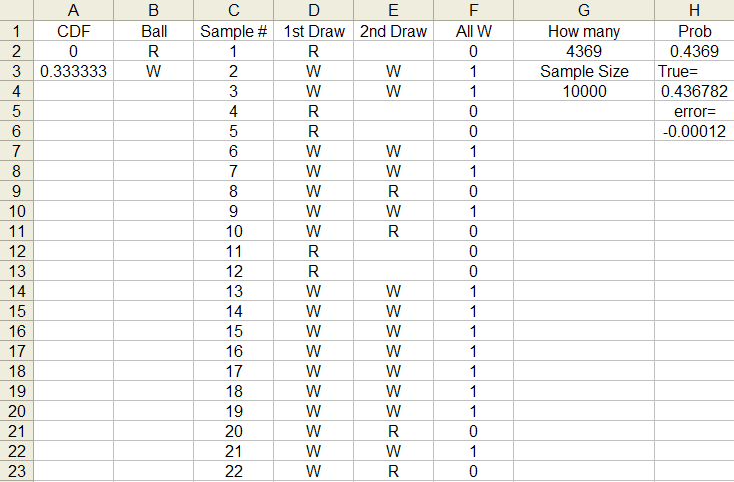 A B C D E F G H
1 CDF Ball Sample # 1st Draw 2nd Draw All W How many Prob
2 0 R 1 R 0 4369 0.4369
3 0.333333 W 2 W W 1 Sample Size True=
4 3 W W 1 10000 0.436782
5 4 R 0 error=
6 5 R 0 -0.00012
7 6 W W 1
8 7 W W 1
9 8 W R 0
10 9 W W 1
11 10 W R 0
12 11 R 0
13 12 R 0
14 13 W W 1
15 14 W W 1
16 15 W W 1
17 16 W W 1
18 17 W W 1
19 18 W W 1
20 19 W W 1
21 20 W R 0
22 21 W W 1
23 22 W R 0